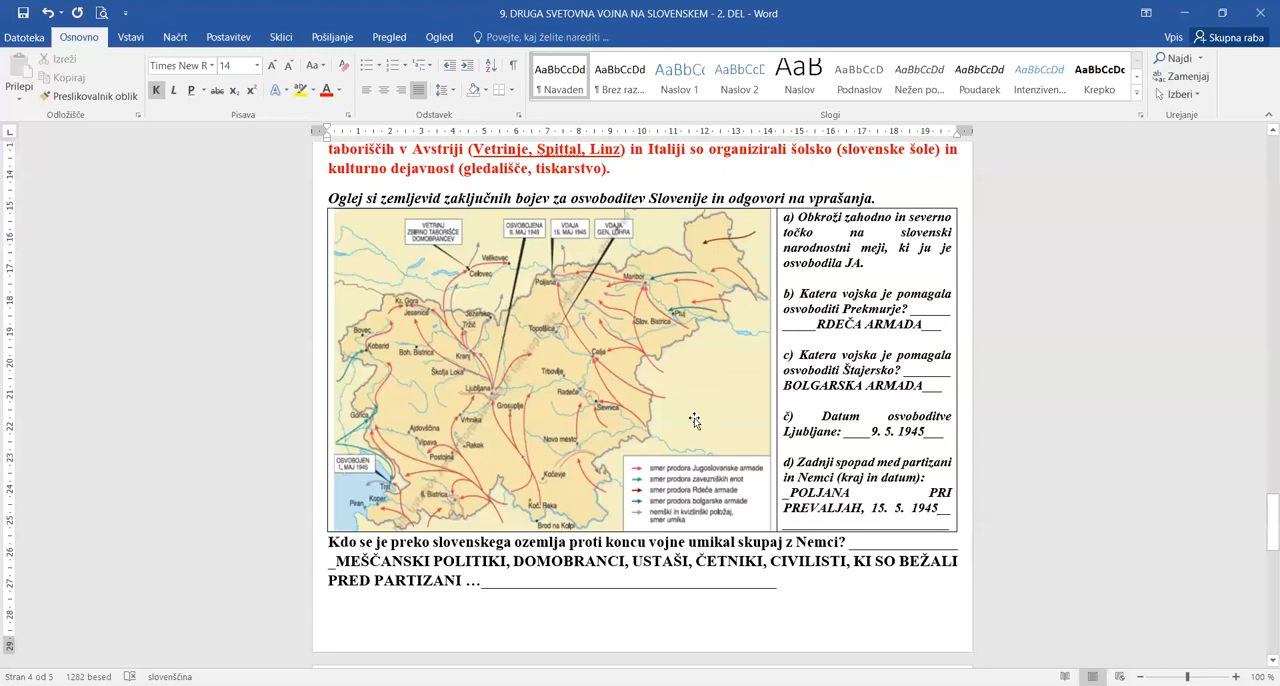 9. DRUGA SVETOVNA VOJNA NA SLOVENSKEM - 2. DEL - Word
Datoteka Osnovno Vstavi Načrt Postavitev Sklici Pošiljanje Pregled Ogled Povejte, kaj želite narediti ... Vpis Skupna raba
Prilepi
Izreži
Kopiraj
Preslikovalnik oblik
Odložišče
Times New R 14
Pisava
Odstavek
AaBbCcDd AaBbCcDd AaBbCc AaBbCcD AaB AaBbCcD AaBbCcDd AaBbCcDd AaBbCcDd AaBbCcDc
¶ Navaden ¶ Brez raz... Naslov 1 Naslov 2 Naslov Podnaslov Nežen po... Poudarek Intenziven... Krepko
Slogi
Najdi
Zamenjaj
Izberi
Urejanje
taboriščih v Avstriji (Vetrinje, Spittal, Linz) in Italiji so organizirali šolsko (slovenske šole) in
kulturno dejavnost (gledališče, tiskarstvo).
Oglej si zemljevid zaključnih bojev za osvoboditev Slovenije in odgovori na vprašanja.
VETRINJ
ZBIRNO TABORIŠČE
DOMOBRANCEV
OSVOBOJENA
9. MAJ 1945
VDAJA
15. MAJ 1945
VDAJA
GEN. LÖHRA
Velikovec
Celovec
Poljana
Maribor
Kr. Gora
Jesenice
Jezersko
Tržič
Ptuj
Slov. Bistrica
Topolšica
Bovec
Kobarid
Boh. Bistrica
Kranj
Celje
Škofja Loka
Trbovlje
Ljubljana
Radeče
Sevnica
Grosuplje
Gorica
Vrhnika
Ajdovščina
Vipava
Rakek
Novo mesto
Postojna
OSVOBOJEN
1. MAJ 1945
Trst
Koper
Piran
Il. Bistrica
Kočevje
Koč. Reka
Brod na Kolpi
smer prodora Jugoslovanske armade
smer prodora zavezniških enot
smer prodora Rdeče armade
smer prodora bolgarske armade
nemški in kvizlinški položaj,
smer umika
a) Obkroži zahodno in severno
točko na slovenski
narodnostni meji, ki ju je
osvobodila JA.
b) Katera vojska je pomagala
osvoboditi Prekmurje? _______
_____RDEČA ARMADA___
c) Katera vojska je pomagala
osvoboditi Štajersko? ________
BOLGARSKA ARMADA___
č) Datum osvoboditve
Ljubljane: ____9. 5. 1945___
d) Zadnji spopad med partizani
in Nemci (kraj in datum):
_POLJANA PRI
PREVALJAH, 15. 5. 1945__
Kdo se je preko slovenskega ozemlja proti koncu vojne umikal skupaj z Nemci? _______________
_MEŠČANSKI POLITIKI, DOMOBRANCI, USTAŠI, ČETNIKI, CIVILISTI, KI SO BEŽALI
PRED PARTIZANI …________________________________________
Stran 4 od 5 1282 besed slovenščina 100 %